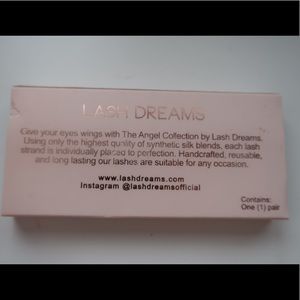 LASH DREAMS
Give your eyes wings with The Angel Collection by Lash Dreams.
Using only the highest quality of synthetic silk blends, each lash
strand is individually placed to perfection. Handcrafted, reusable,
and long lasting our lashes are suitable for any occasion.
www.lashdreams.com
Instagram @lashdreamsofficial
Contains:
One (1) pair